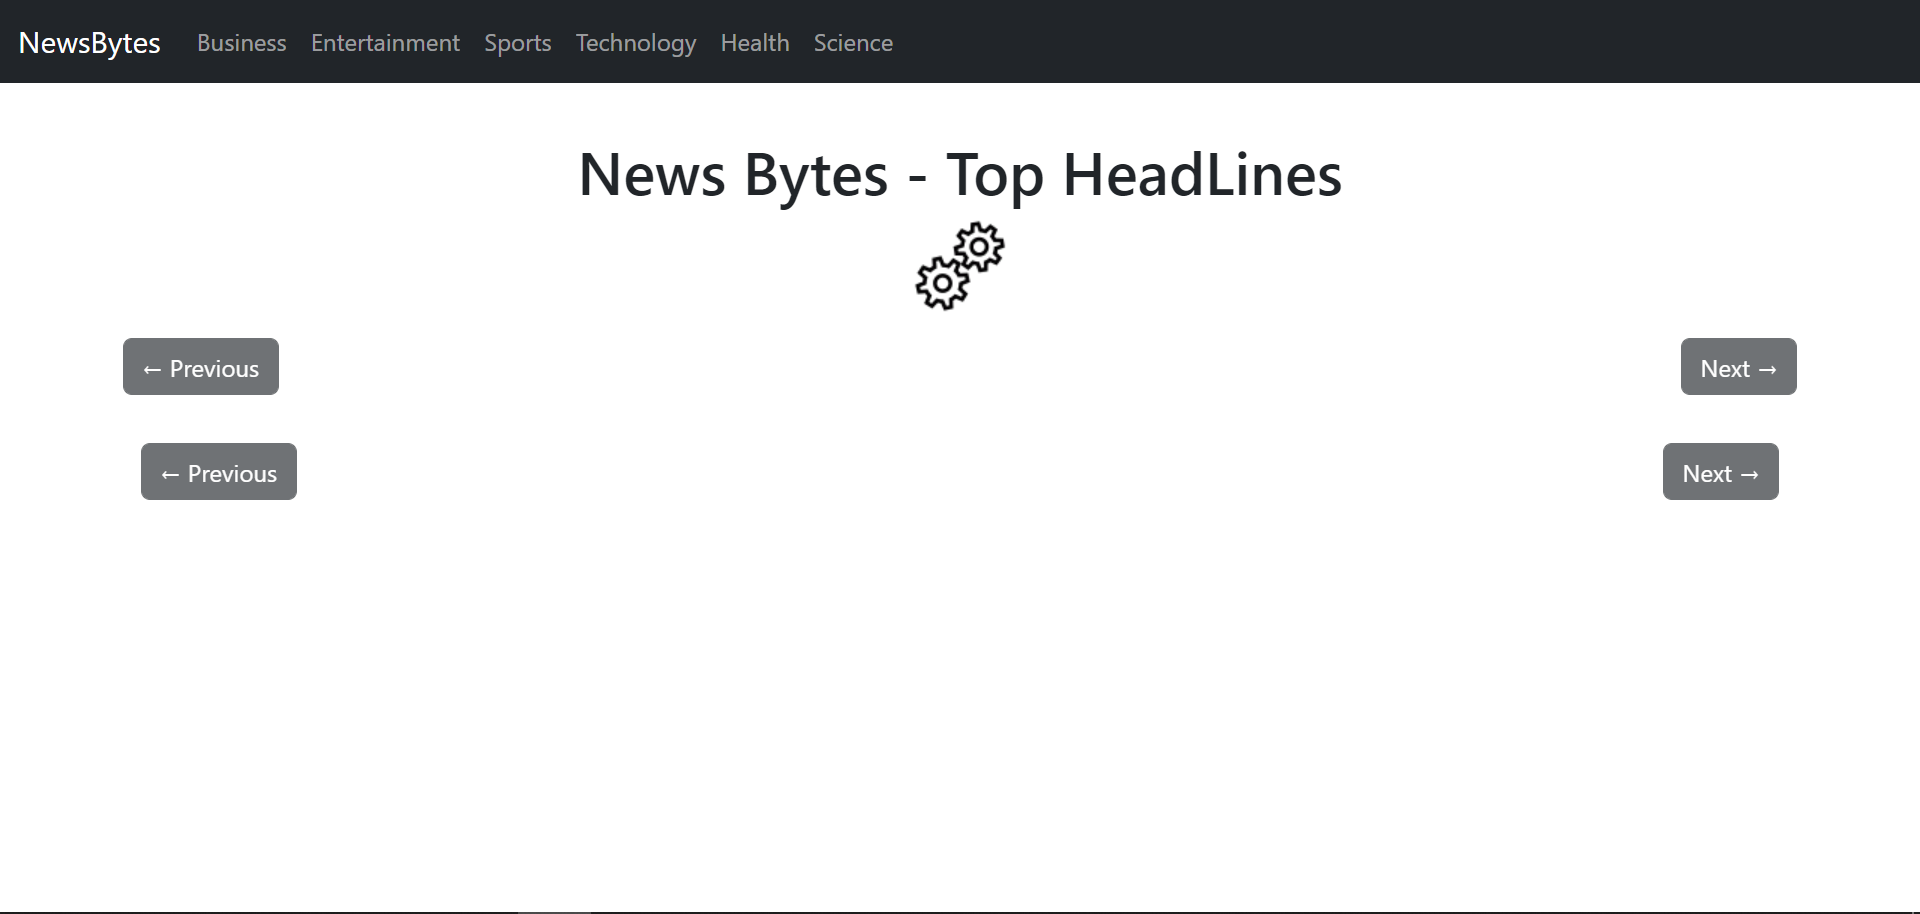 NewsBytes Business Entertainment Sports Technology Health Science
News Bytes - Top HeadLines
← Previous Next →
← Previous Next →